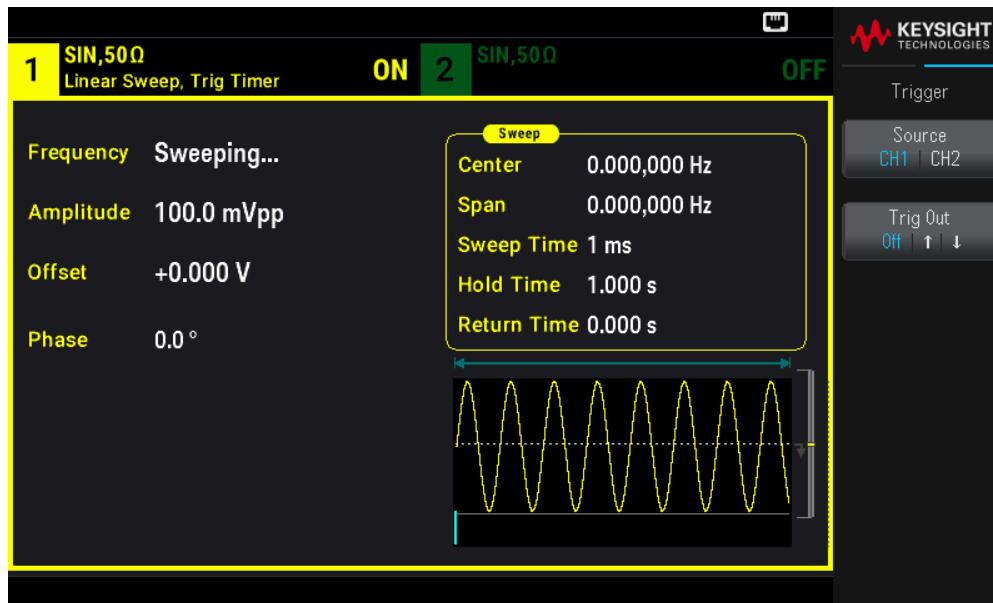 1
SIN,50Ω
Linear Sweep, Trig Timer
ON
2
SIN,50Ω
OFF
Frequency Sweeping...
Amplitude 100.0 mVpp
Offset +0.000 V
Phase 0.0 °
Sweep
Center 0.000,000 Hz
Span 0.000,000 Hz
Sweep Time 1 ms
Hold Time 1.000 s
Return Time 0.000 s
KEYSIGHT
TECHNOLOGIES
Trigger
Source
CH1 | CH2
Trig Out
Off | ↑ | ↓